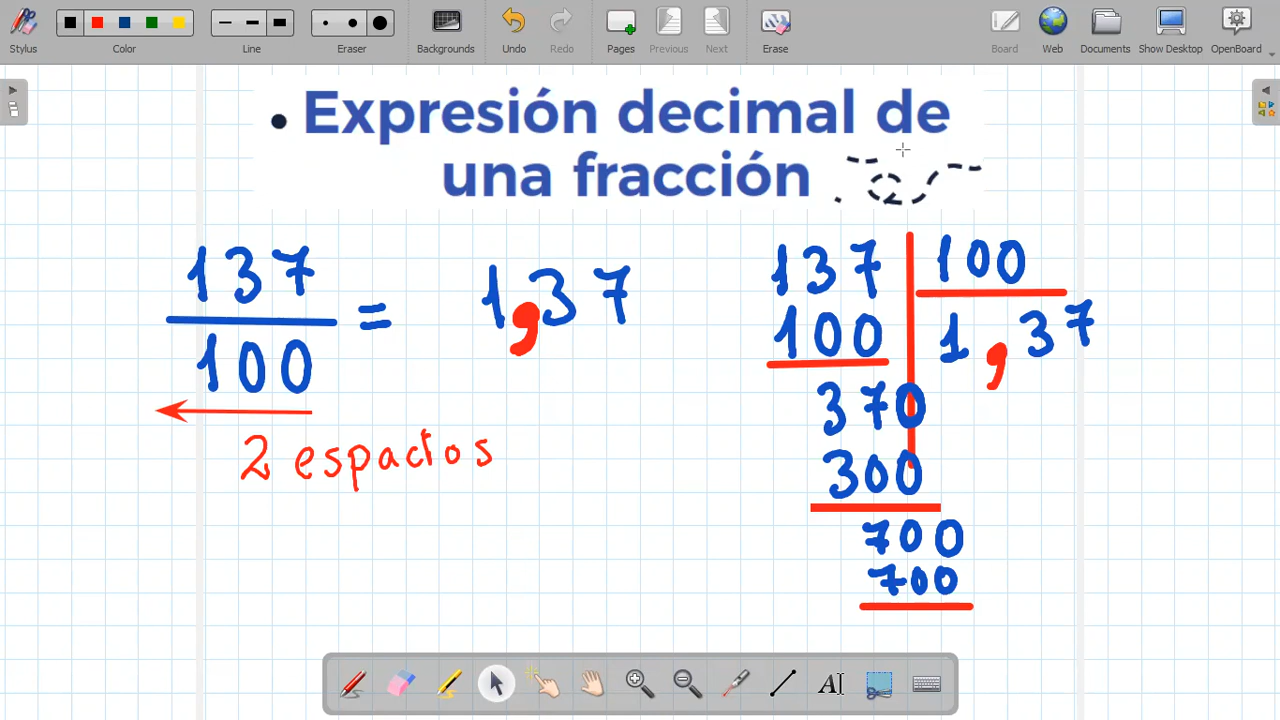 Stylus Color Line Eraser Backgrounds Undo Redo Pages Previous Next Erase Board Web Documents Show Desktop OpenBoard
• Expresión decimal de
una fracción
137
100
= 1,37
2 espacios
137 100
100 1,37
370
300
700
700